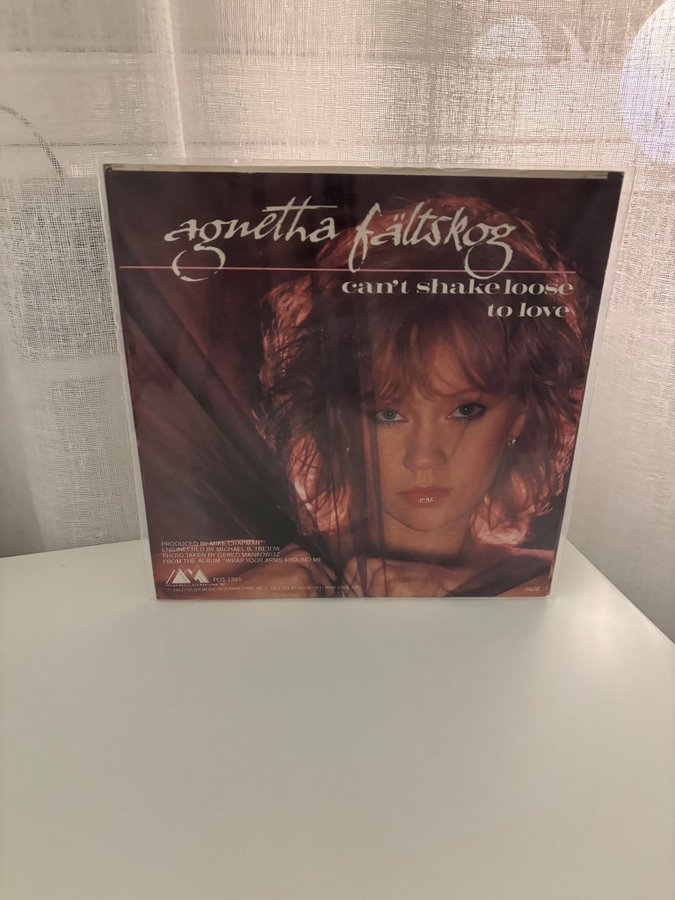 agnetha fältskog
can't shake loose
to love
PRODUCED BY MIKE CHAPMAN
ENGINEERED BY MICHAEL B. TRETOW
PHOTO TAKEN BY GERED MANKOWITZ
FROM THE ALBUM "WRAP YOUR ARMS AROUND ME"
POS 1345